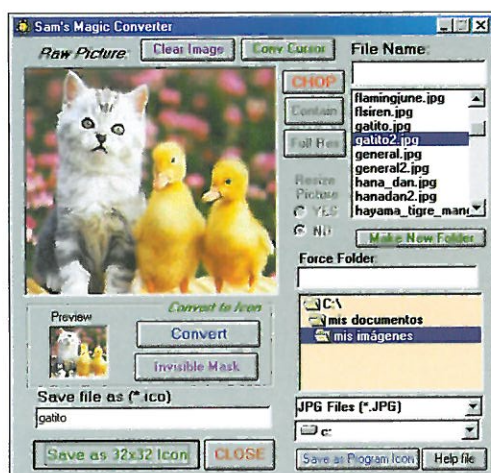 Sam's Magic Converter
Raw Picture:
Clear Image
Conv Cursor
File Name:
CHOP
Contain
Full Res
Resize
Picture
YES
NO
flamingjune.jpg
flsiren.jpg
gatito.jpg
gatito2.jpg
general.jpg
general2.jpg
hana_dan.jpg
hanadan2.jpg
Make New Folder
Force Folder:
C:\
mis documentos
mis imágenes
Preview
Convert to Icon
Convert
Invisible Mask
Save file as (*.ico)
gatito
JPG Files (*.JPG)
c:
Save as 32x32 Icon
CLOSE
Save as Program Icon
Help file